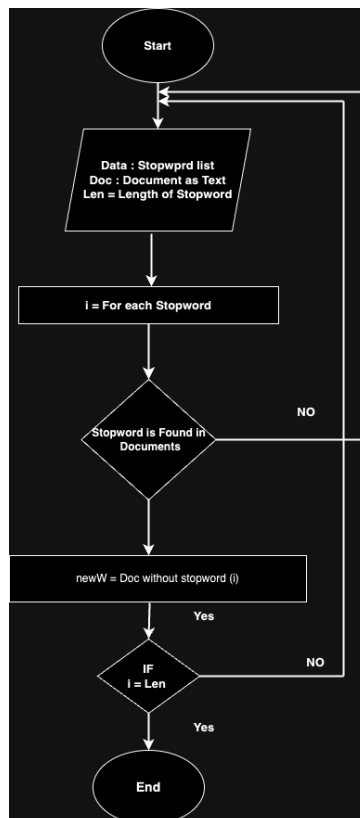 Start
Data : Stopwprd list
Doc : Document as Text
Len = Length of Stopword
i = For each Stopword
NO
Stopword is Found in
Documents
newW = Doc without stopword (i)
Yes
IF
i = Len
NO
Yes
End